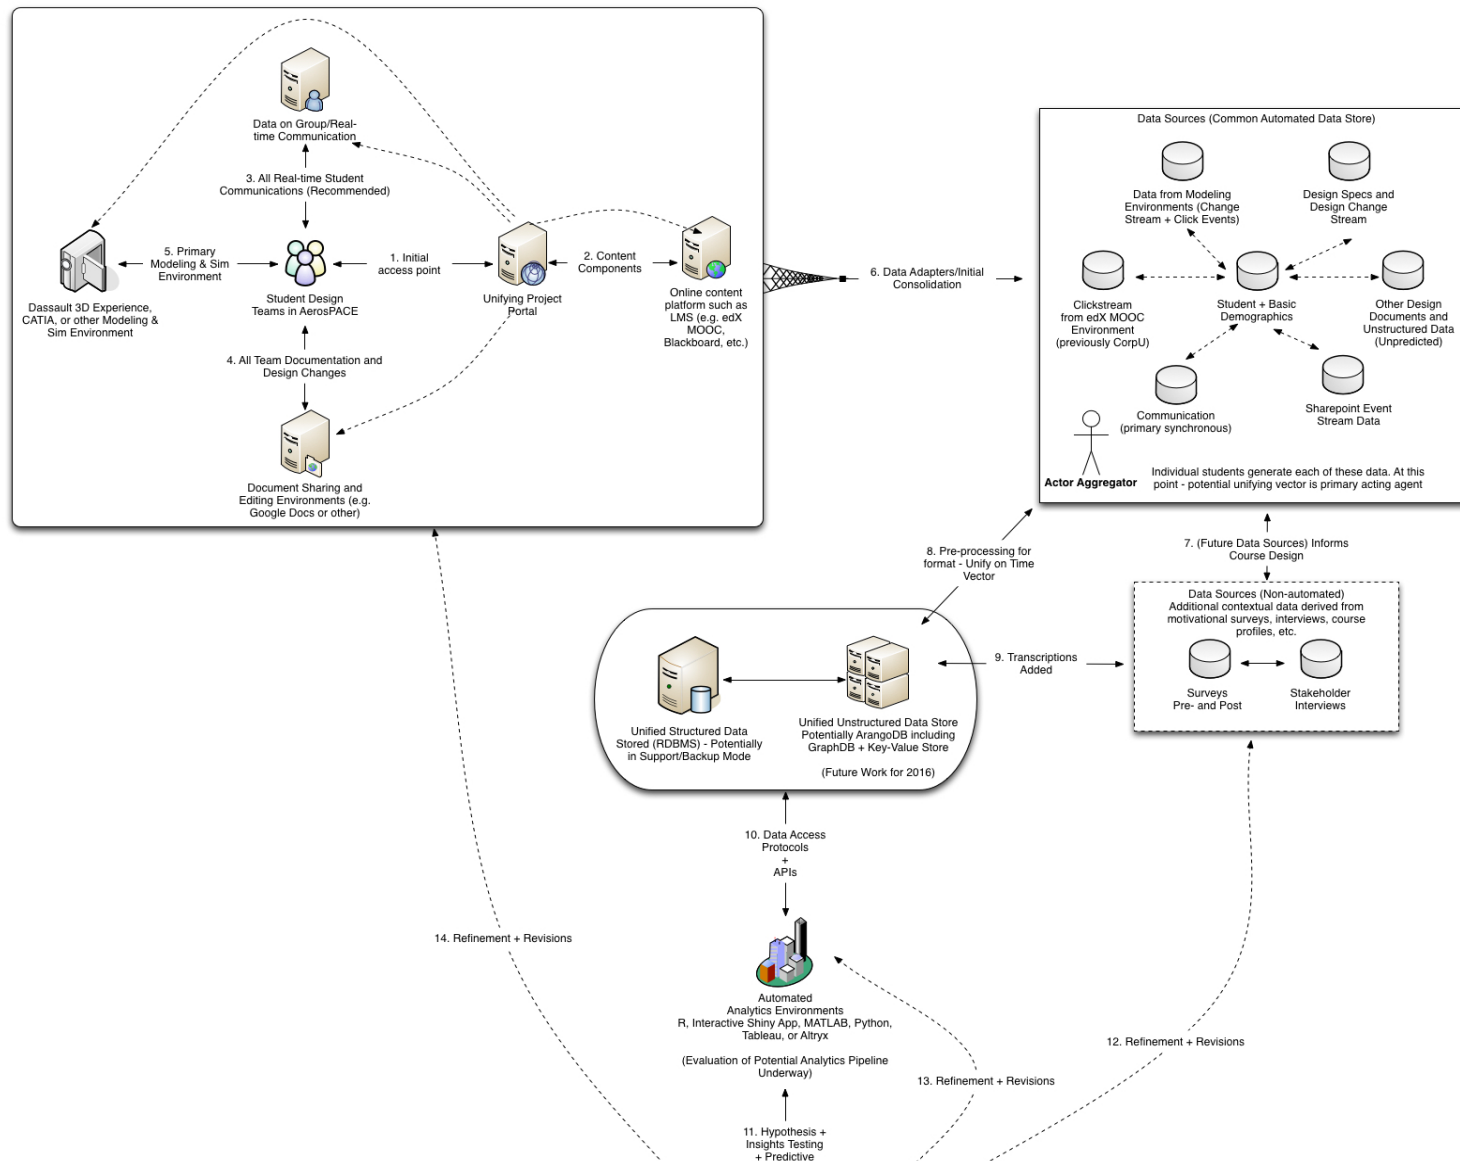 Data on Group/Real-
time Communication
3. All Real-time Student
Communications (Recommended)
5. Primary
Modeling & Sim
Environment
1. Initial
access point
2. Content
Components
Dassault 3D Experience,
CATIA, or other Modeling &
Sim Environment
Student Design
Teams in AerosPACE
Unifying Project
Portal
Online content
platform such as
LMS (e.g. edX
MOOC,
Blackboard, etc.)
4. All Team Documentation and
Design Changes
Document Sharing and
Editing Environments (e.g.
Google Docs or other)
6. Data Adapters/Initial
Consolidation
Data Sources (Common Automated Data Store)
Data from Modeling
Environments (Change
Stream + Click Events)
Design Specs and
Design Change
Stream
Clickstream
from edX MOOC
Environment
(previously CorpU)
Student + Basic
Demographics
Other Design
Documents and
Unstructured Data
(Unpredicted)
Communication
(primary synchronous)
Sharepoint Event
Stream Data
Actor Aggregator
Individual students generate each of these data. At this
point - potential unifying vector is primary acting agent
7. (Future Data Sources) Informs
Course Design
8. Pre-processing for
format - Unify on Time
Vector
Data Sources (Non-automated)
Additional contextual data derived from
motivational surveys, interviews, course
profiles, etc.
Surveys
Pre- and Post
Stakeholder
Interviews
9. Transcriptions
Added
Unified Structured Data
Stored (RDBMS) - Potentially
in Support/Backup Mode
Unified Unstructured Data Store
Potentially ArangoDB including
GraphDB + Key-Value Store
(Future Work for 2016)
10. Data Access
Protocols
+
APIs
14. Refinement + Revisions
Automated
Analytics Environments
R, Interactive Shiny App, MATLAB, Python,
Tableau, or Altryx
(Evaluation of Potential Analytics Pipeline
Underway)
12. Refinement + Revisions
13. Refinement + Revisions
11. Hypothesis +
Insights Testing
+ Predictive